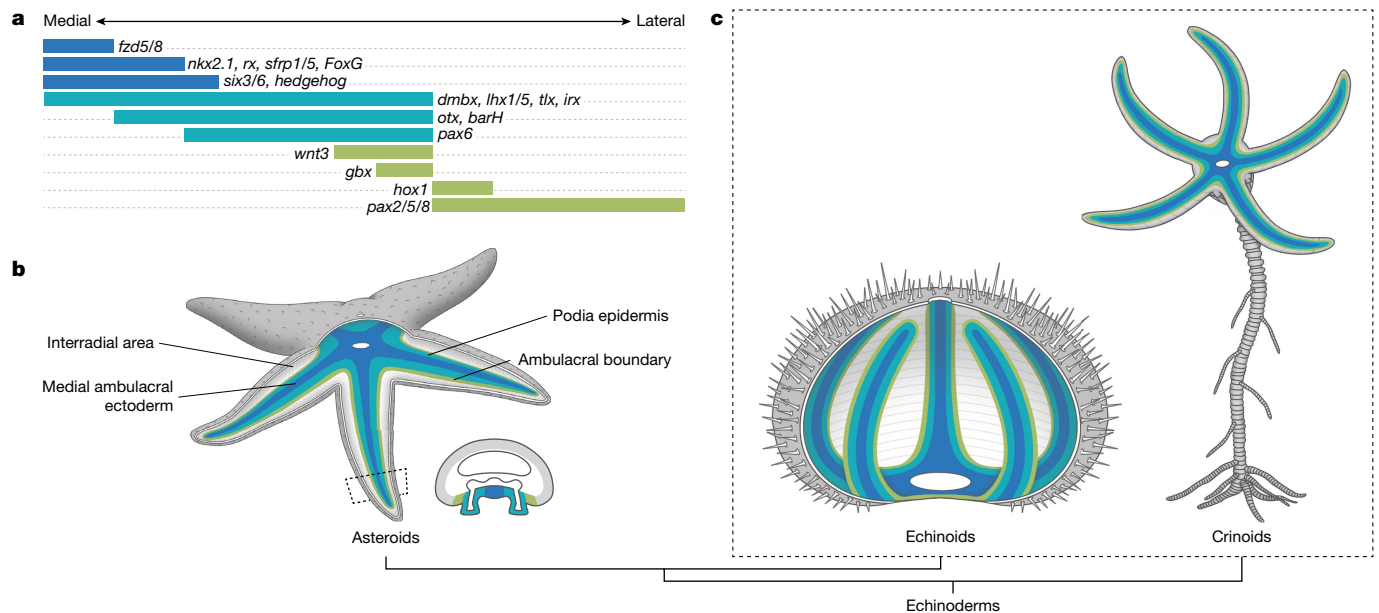 a
Medial Lateral
fzd5/8
nkx2.1, rx, sfrp1/5, FoxG
six3/6, hedgehog
dmbx, lhx1/5, tlx, irx
otx, barH
pax6
wnt3
gbx
hox1
pax2/5/8
b
Interradial area
Medial ambulacral
ectoderm
Podia epidermis
Ambulacral boundary
Asteroids
c
Echinoids
Crinoids
Echinoderms